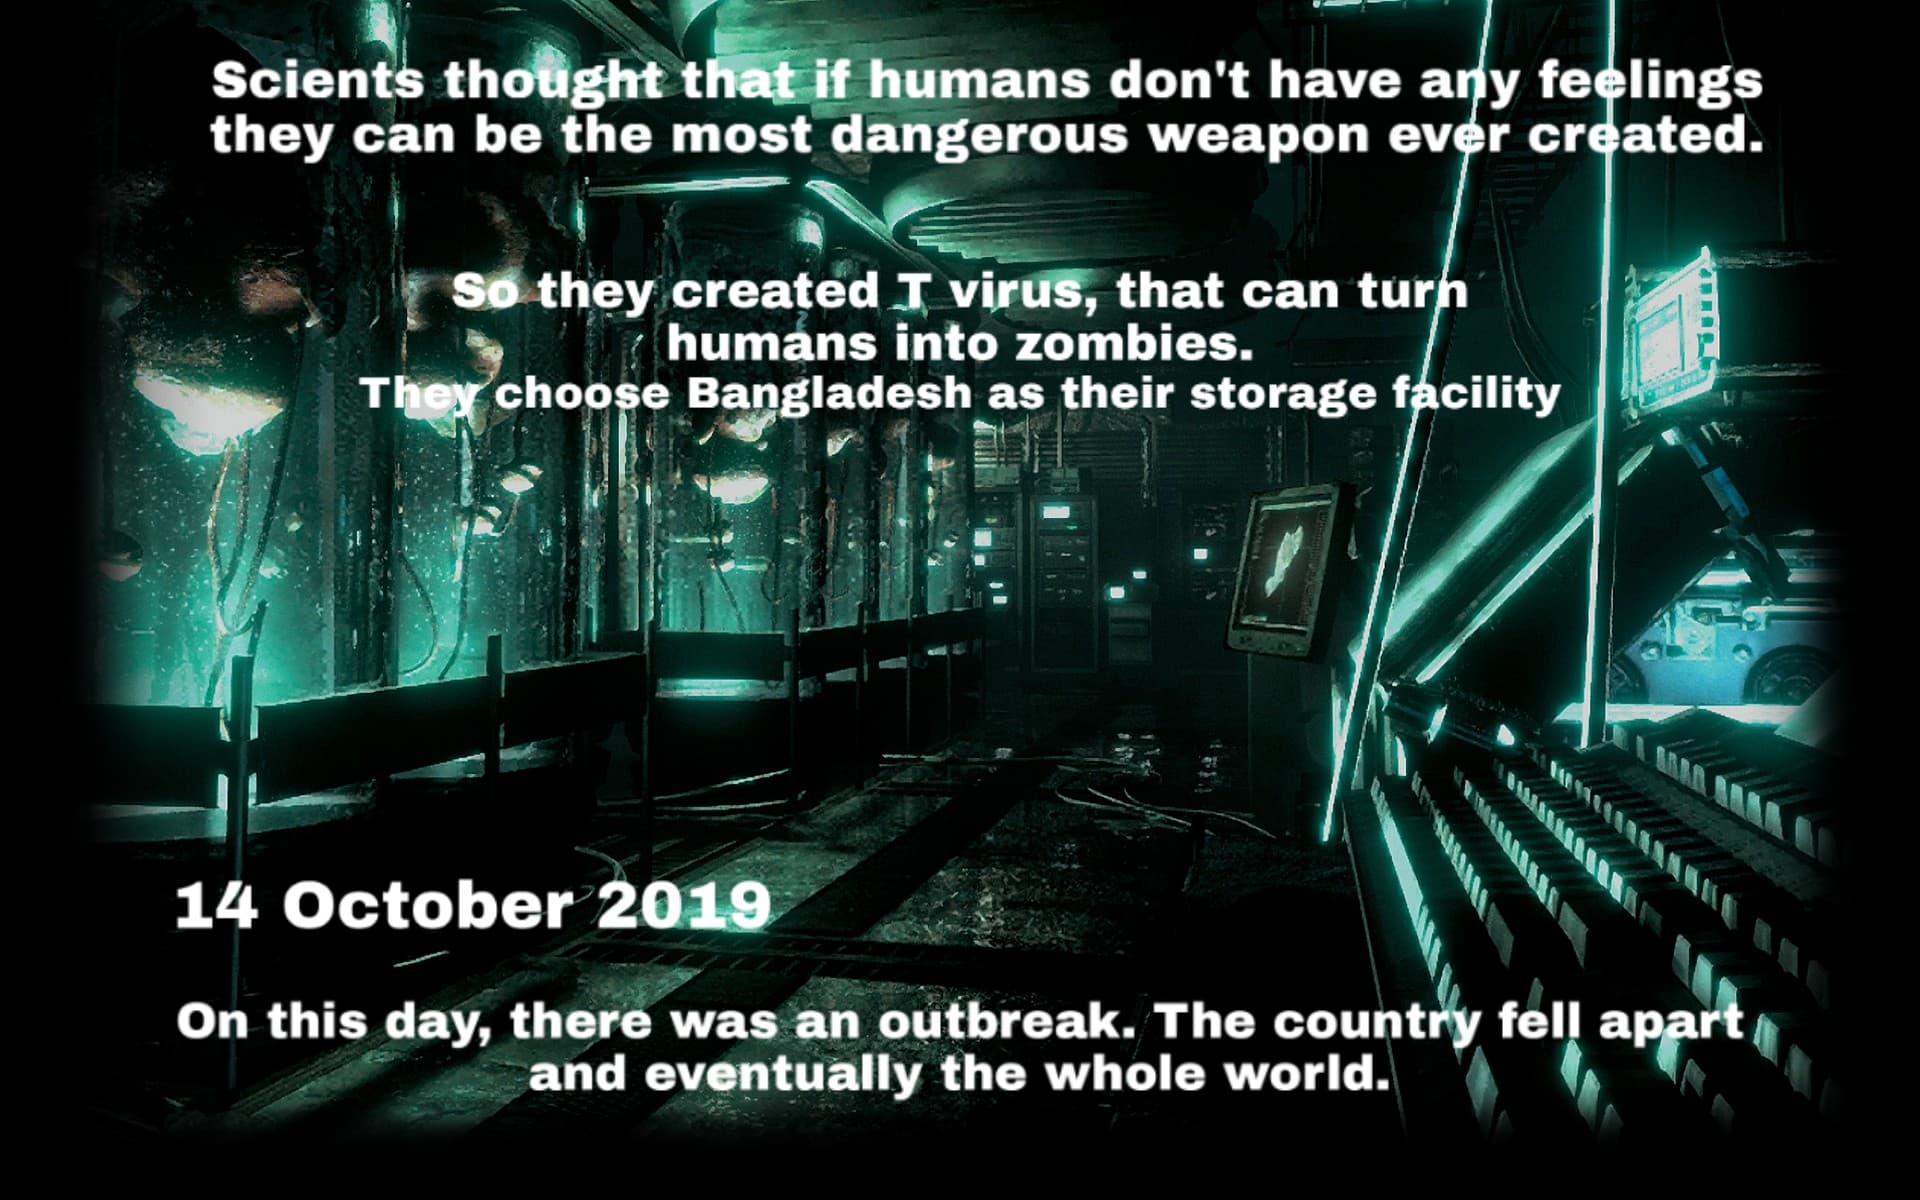 Scients thought that if humans don't have any feelings
they can be the most dangerous weapon ever created.
So they created T virus, that can turn
humans into zombies.
They choose Bangladesh as their storage facility
14 October 2019
On this day, there was an outbreak. The country fell apart
and eventually the whole world.